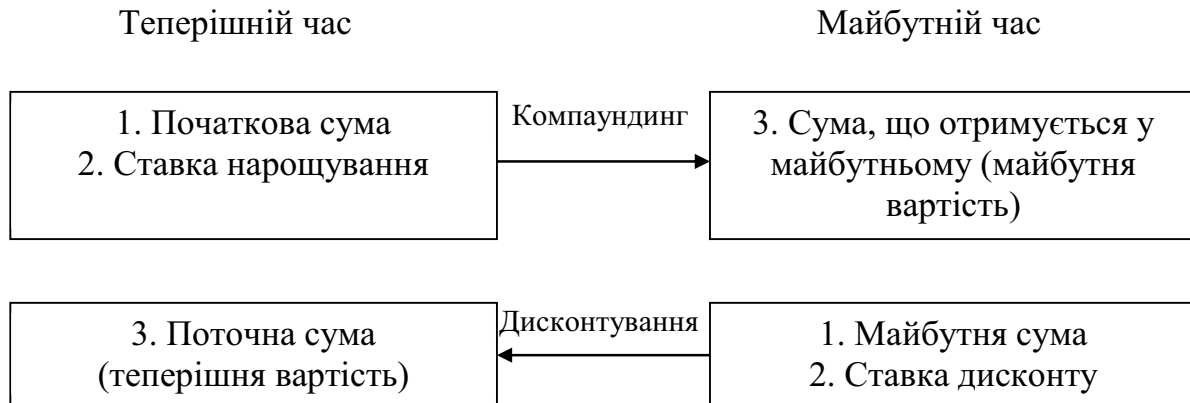 Теперішній час
Майбутній час
1. Початкова сума
2. Ставка нарощування
Компаундинг
3. Сума, що отримується у
майбутньому (майбутня
вартість)
3. Поточна сума
(теперішня вартість)
Дисконтування
1. Майбутня сума
2. Ставка дисконту